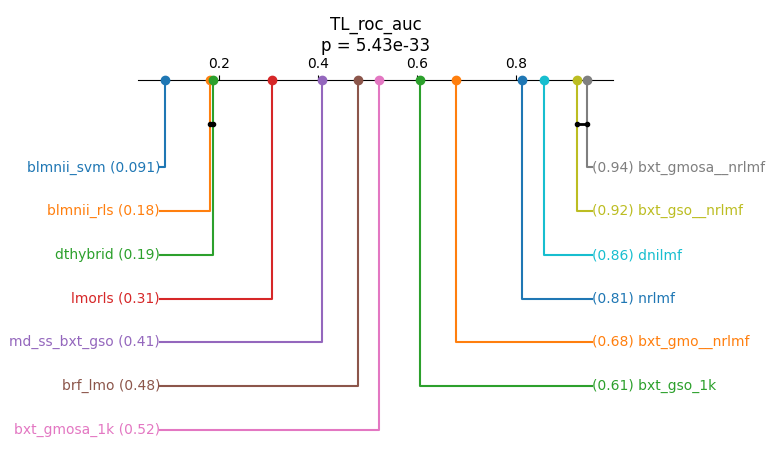 TL_roc_auc
p = 5.43e-33
0.2 0.4 0.6 0.8
blmnii_svm (0.091)
(0.94) bxt_gmosa__nrlmf
blmnii_rls (0.18)
(0.92) bxt_gso__nrlmf
dthybrid (0.19)
(0.86) dnilmf
lmorls (0.31)
(0.81) nrlmf
md_ss_bxt_gso (0.41)
(0.68) bxt_gmo__nrlmf
brf_lmo (0.48)
(0.61) bxt_gso_1k
bxt_gmosa_1k (0.52)